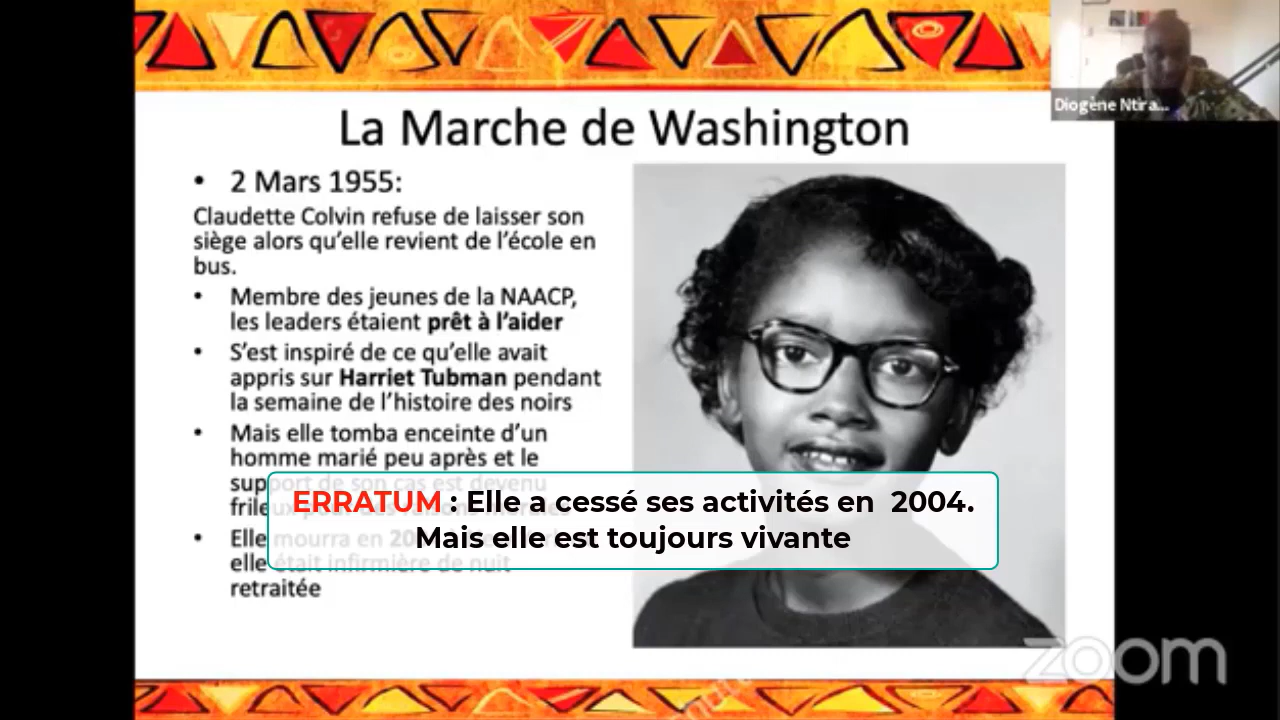 La Marche de Washington
Diogène Ntira...
• 2 Mars 1955:
Claudette Colvin refuse de laisser son
siège alors qu'elle revient de l'école en
bus.
• Membre des jeunes de la NAACP,
les leaders étaient prêt à l'aider
• S'est inspiré de ce qu'elle avait
appris sur Harriet Tubman pendant
la semaine de l'histoire des noirs
• Mais elle tomba enceinte d'un
homme marié peu après et le
support de son cas est devenu
frileux pour des raisons
ERRATUM : Elle a cessé ses activités en 2004.
Mais elle est toujours vivante
• Elle mourra en
elle était infirmière de nuit
retraitée
zoom